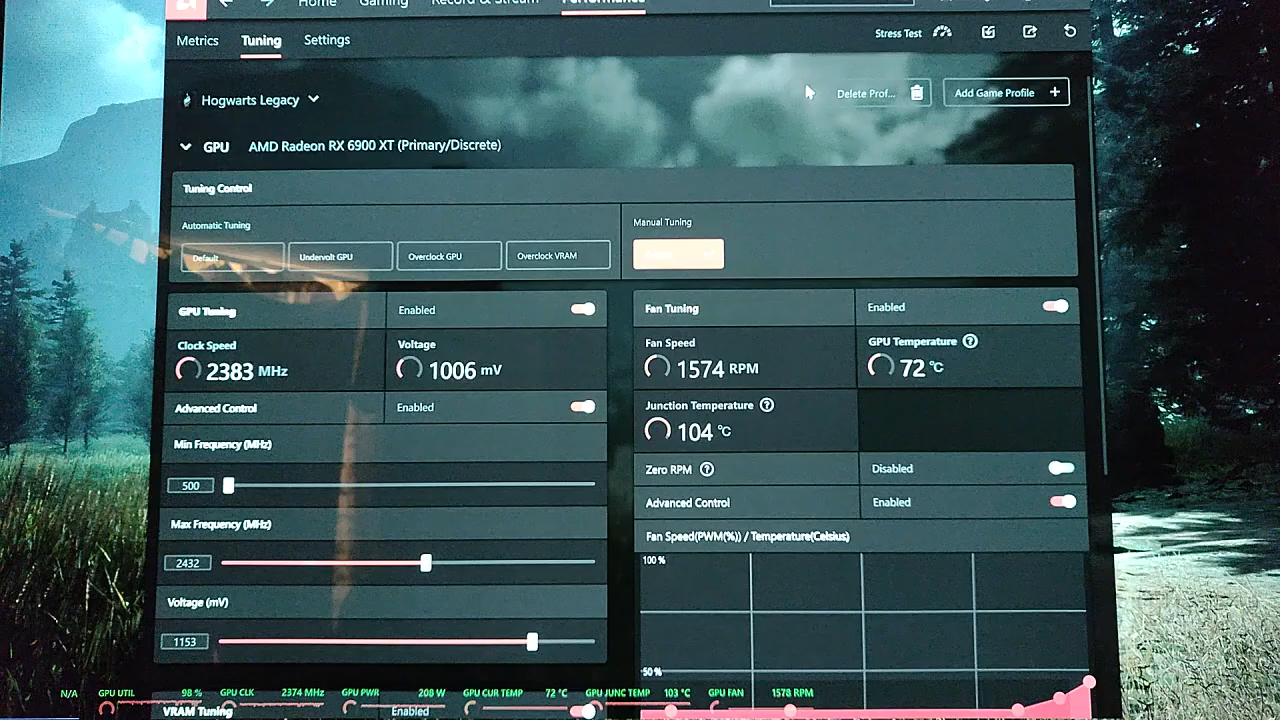 Home Gaming Record & Stream Performance
Metrics Tuning Settings Stress Test
Hogwarts Legacy Delete Prof... Add Game Profile +
GPU AMD Radeon RX 6900 XT (Primary/Discrete)
Tuning Control
Automatic Tuning
Default Undervolt GPU Overclock GPU Overclock VRAM
Manual Tuning
GPU Tuning Enabled
Clock Speed
2383 MHz
Voltage
1006 mV
Advanced Control Enabled
Min Frequency (MHz)
500
Max Frequency (MHz)
2432
Voltage (mV)
1153
VRAM Tuning Enabled
Fan Tuning Enabled
Fan Speed
1574 RPM
GPU Temperature ?
72 °C
Junction Temperature ?
104 °C
Zero RPM ? Disabled
Advanced Control Enabled
Fan Speed(PWM(%)) / Temperature(Celsius)
100 %
50 %
N/A GPU UTIL 98 % GPU CLK 2374 MHz GPU PWR 208 W GPU CUR TEMP 72 °C GPU JUNC TEMP 103 °C GPU FAN 1578 RPM